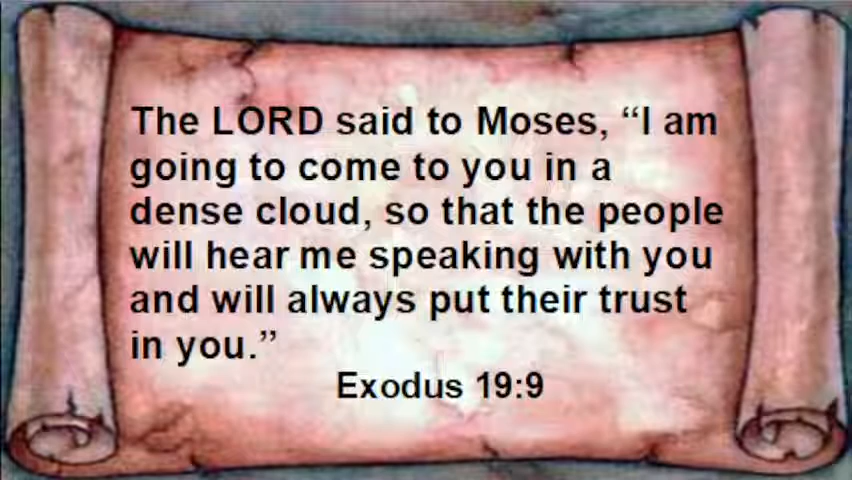 The LORD said to Moses, “I am
going to come to you in a
dense cloud, so that the people
will hear me speaking with you
and will always put their trust
in you.”
Exodus 19:9